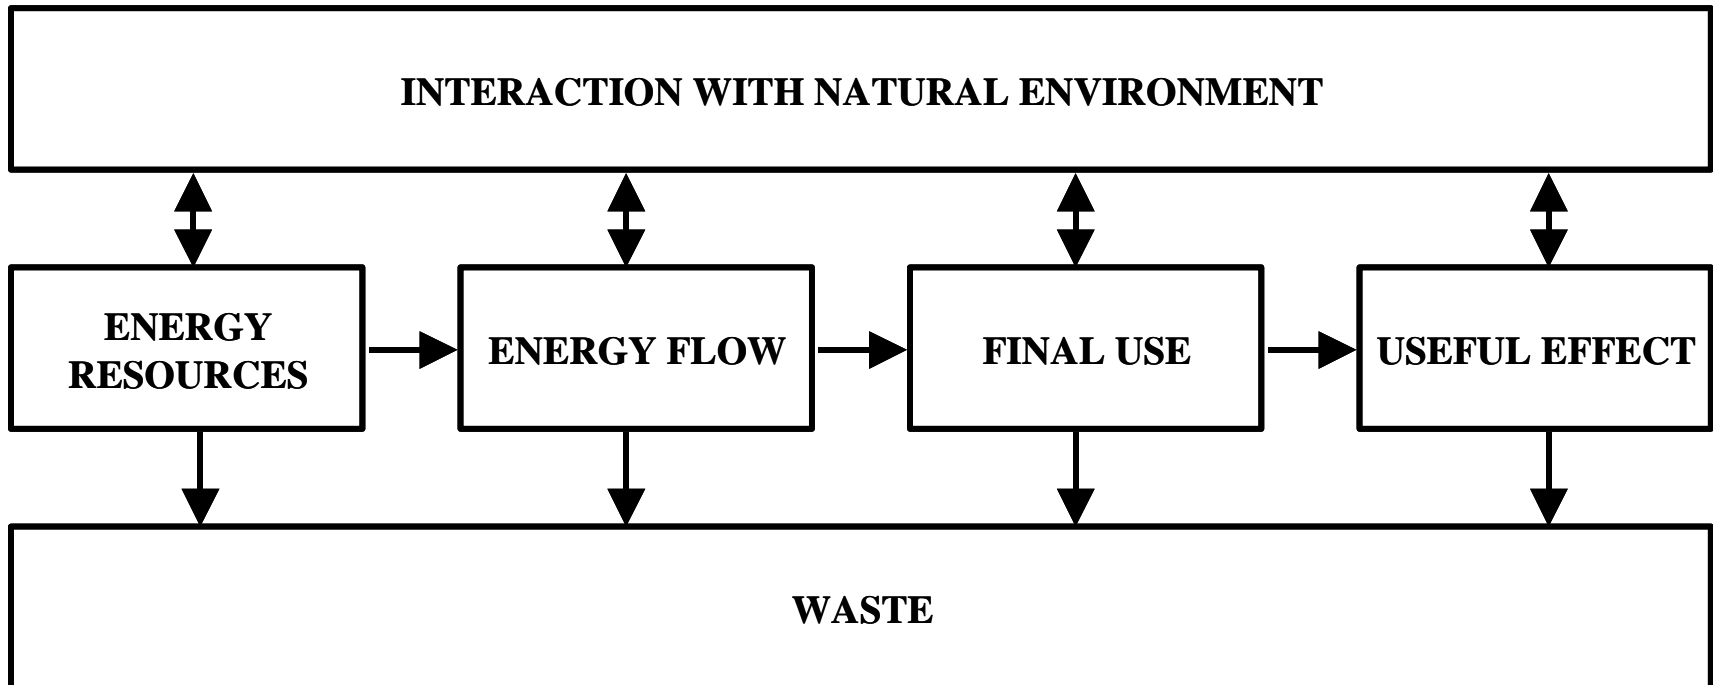 INTERACTION WITH NATURAL ENVIRONMENT
ENERGY
RESOURCES
ENERGY FLOW
FINAL USE
USEFUL EFFECT
WASTE